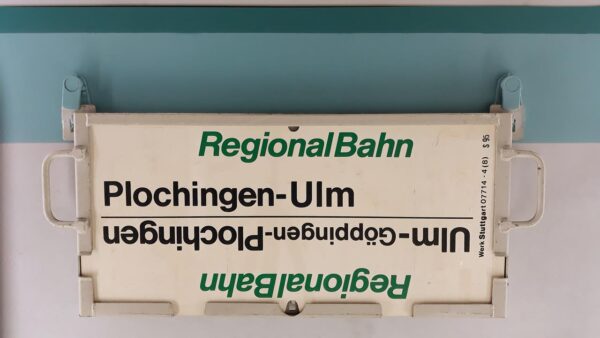 RegionalBahn
Plochingen-Ulm
Ulm-Göppingen-Plochingen
RegionalBahn
Werk Stuttgart 07714 - 4 (8) S 95